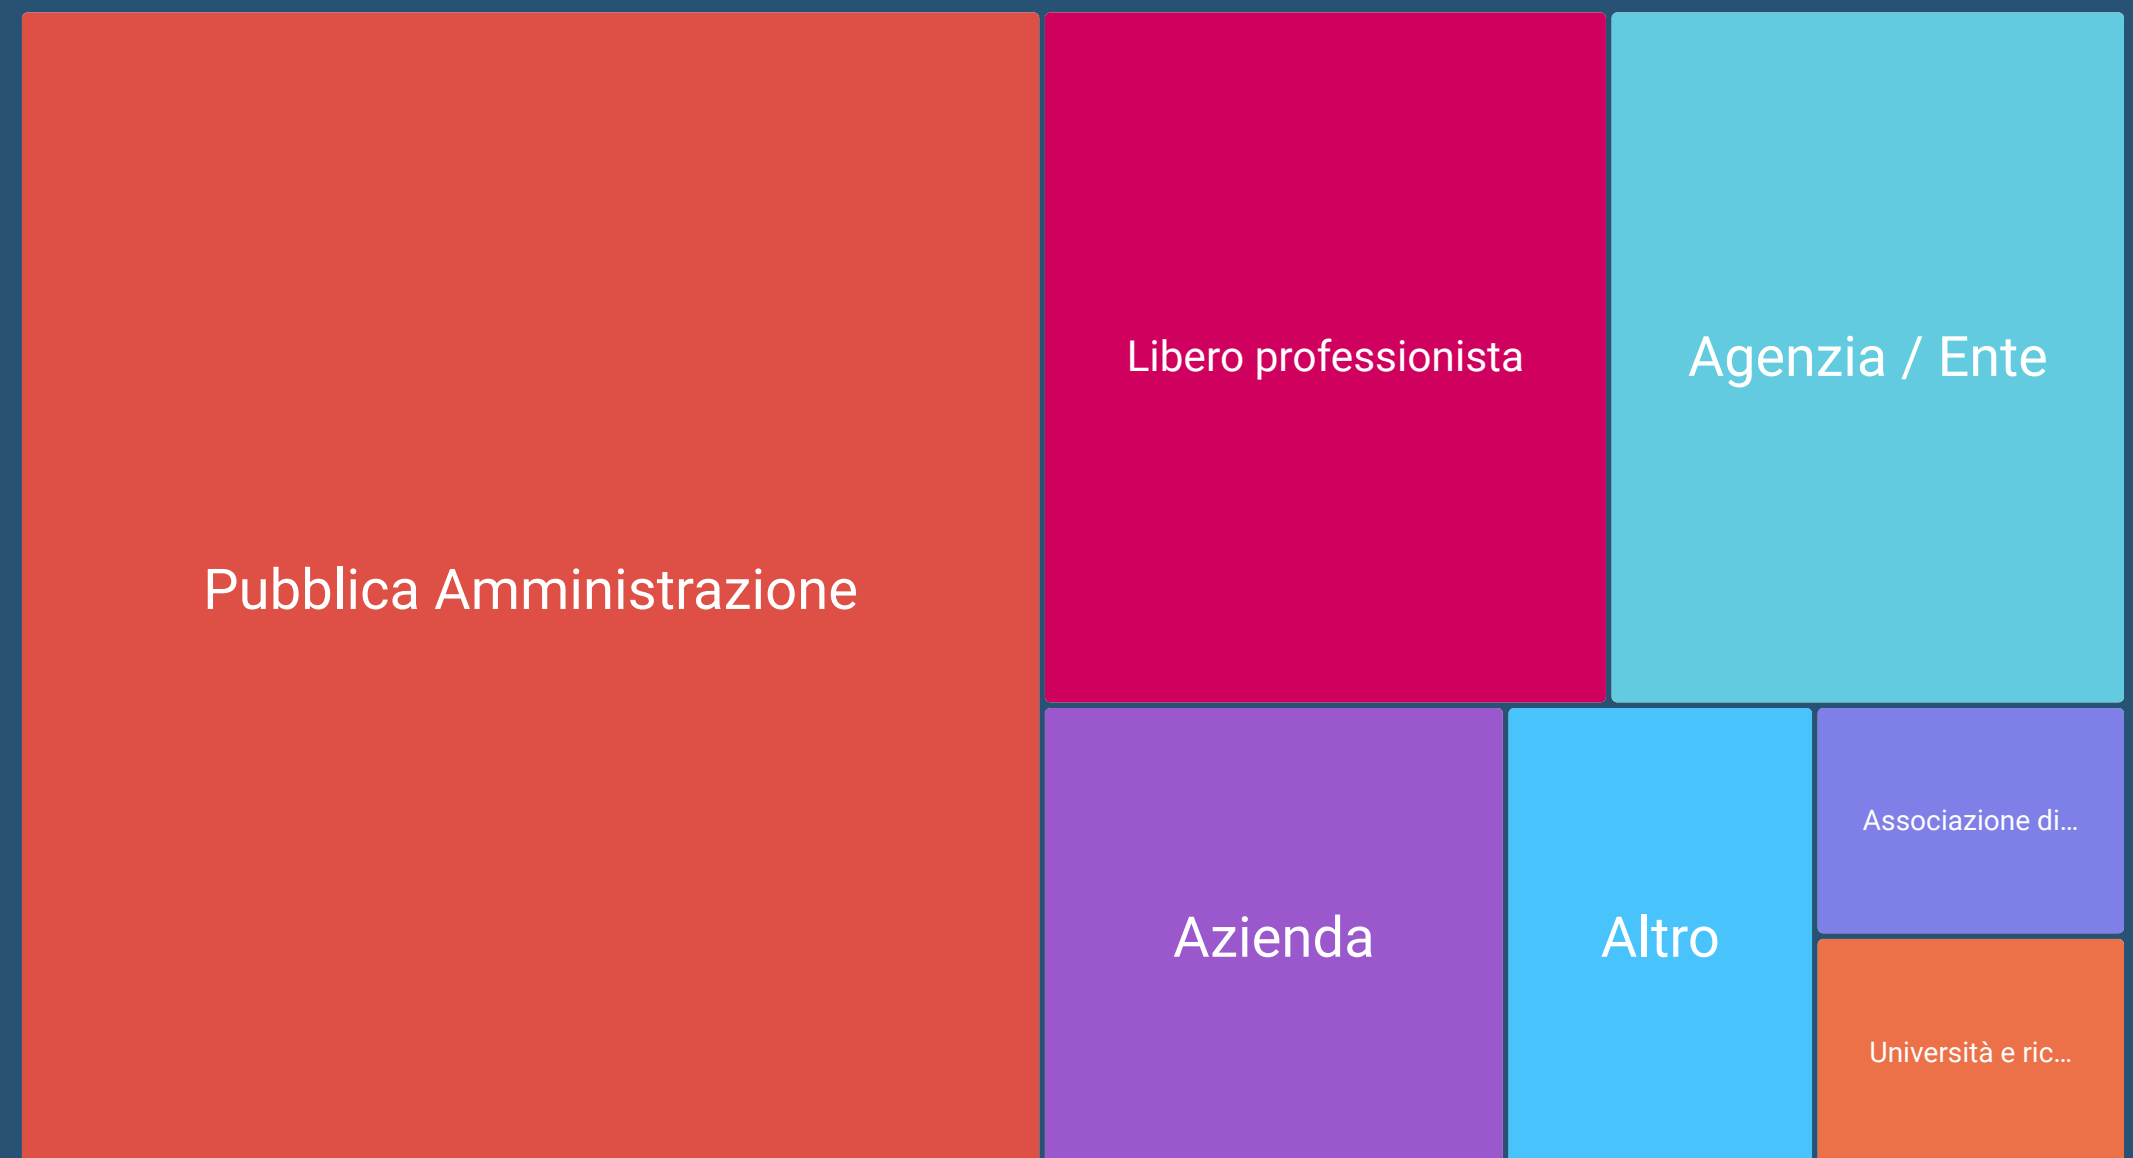 Pubblica Amministrazione
Libero professionista
Agenzia / Ente
Azienda
Altro
Associazione di...
Università e ric...